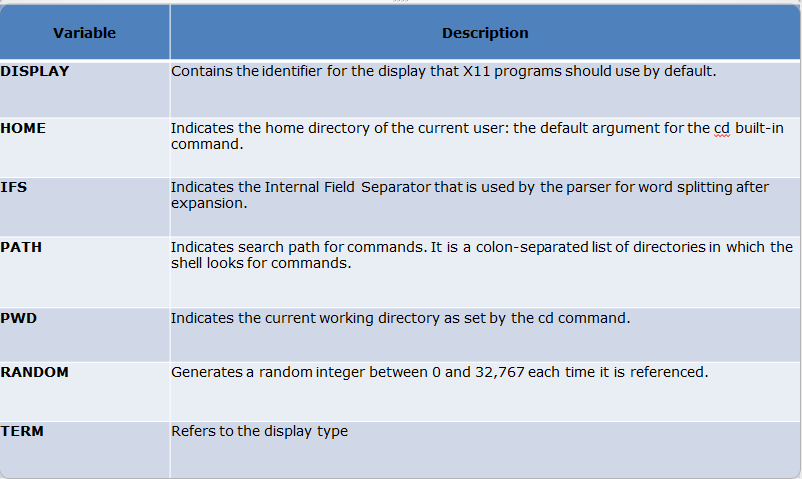 Variable Description
DISPLAY Contains the identifier for the display that X11 programs should use by default.
HOME Indicates the home directory of the current user: the default argument for the cd built-in
command.
IFS Indicates the Internal Field Separator that is used by the parser for word splitting after
expansion.
PATH Indicates search path for commands. It is a colon-separated list of directories in which the
shell looks for commands.
PWD Indicates the current working directory as set by the cd command.
RANDOM Generates a random integer between 0 and 32,767 each time it is referenced.
TERM Refers to the display type